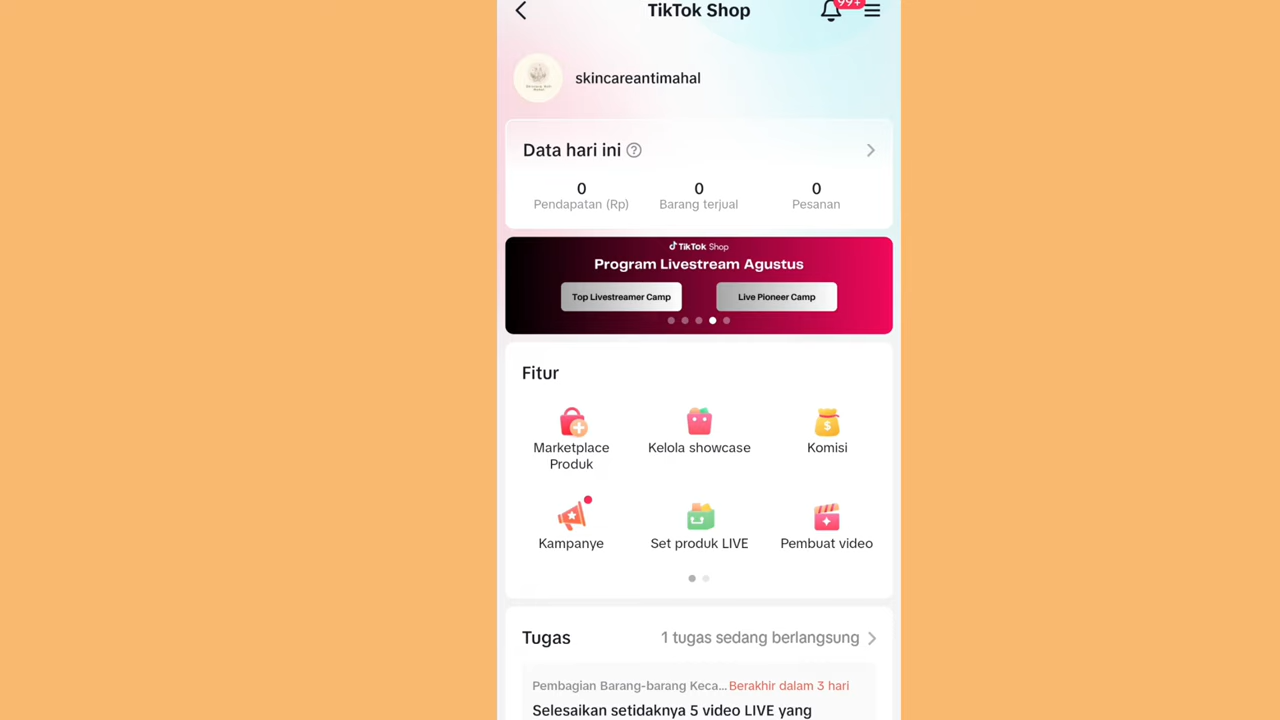 TikTok Shop
99+
skincareantimahal
Data hari ini ?
0 0 0
Pendapatan (Rp) Barang terjual Pesanan
TikTok Shop
Program Livestream Agustus
Top Livestreamer Camp Live Pioneer Camp
Fitur
Marketplace Produk Kelola showcase Komisi
Kampanye Set produk LIVE Pembuat video
Tugas 1 tugas sedang berlangsung
Pembagian Barang-barang Keca... Berakhir dalam 3 hari
Selesaikan setidaknya 5 video LIVE yang